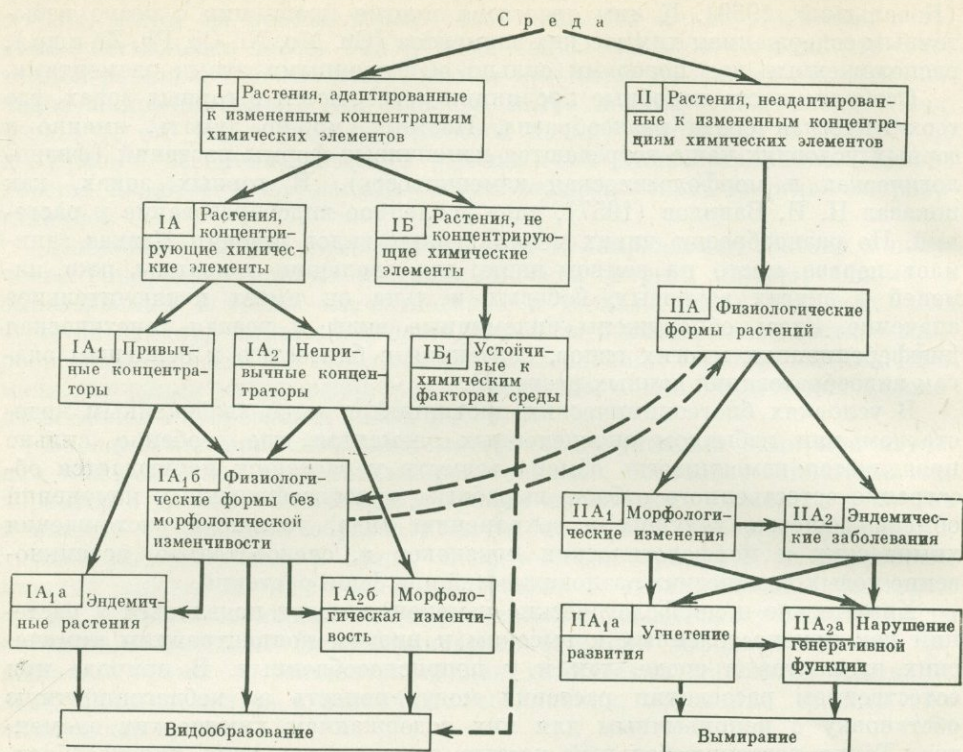 Среда
I Растения, адаптированные
к измененным концентрациям
химических элементов
II Растения, неадаптирован-
ные к измененным концентра-
циям химических элементов
IА Растения,
концентри-
рующие химичес-
кие элементы
IБ Растения, не
концентрирую-
щие химические
элементы
IIА Физиологические
формы растений
IА₁ Привыч-
ные концентра-
торы
IА₂ Непри-
вычные концен-
траторы
IБ₁ Устойчи-
вые к
химическим
факторам среды
IА₁б Физиологи-
ческие формы без
морфологической
изменчивости
IIА₁ Морфологи-
ческие изменения
IIА₂ Эндемичес-
кие заболевания
IА₁а Эндемич-
ные растения
IА₂б Морфоло-
гическая изменчи-
вость
IIА₁а Угнетение
развития
IIА₂а Нарушение
генеративной
функции
Видообразование
Вымирание